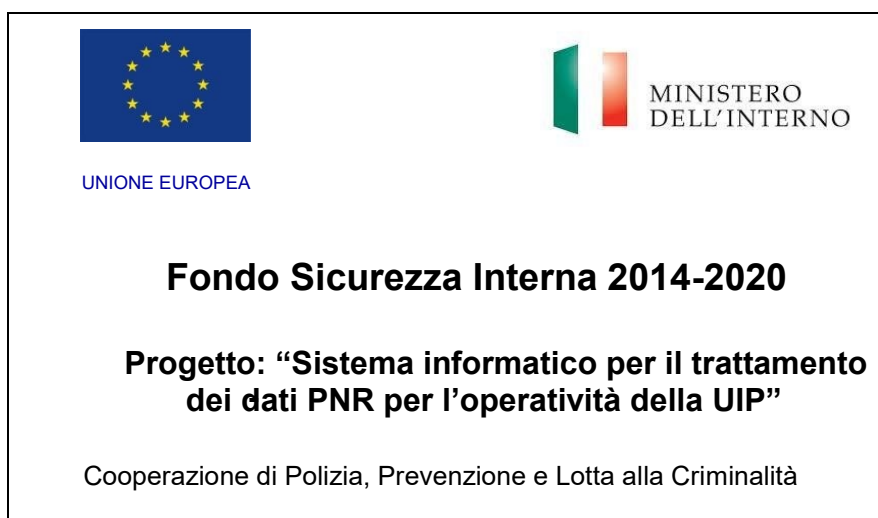 MINISTERO
DELL'INTERNO
UNIONE EUROPEA
Fondo Sicurezza Interna 2014-2020
Progetto: “Sistema informatico per il trattamento
dei dati PNR per l’operatività della UIP”
Cooperazione di Polizia, Prevenzione e Lotta alla Criminalità